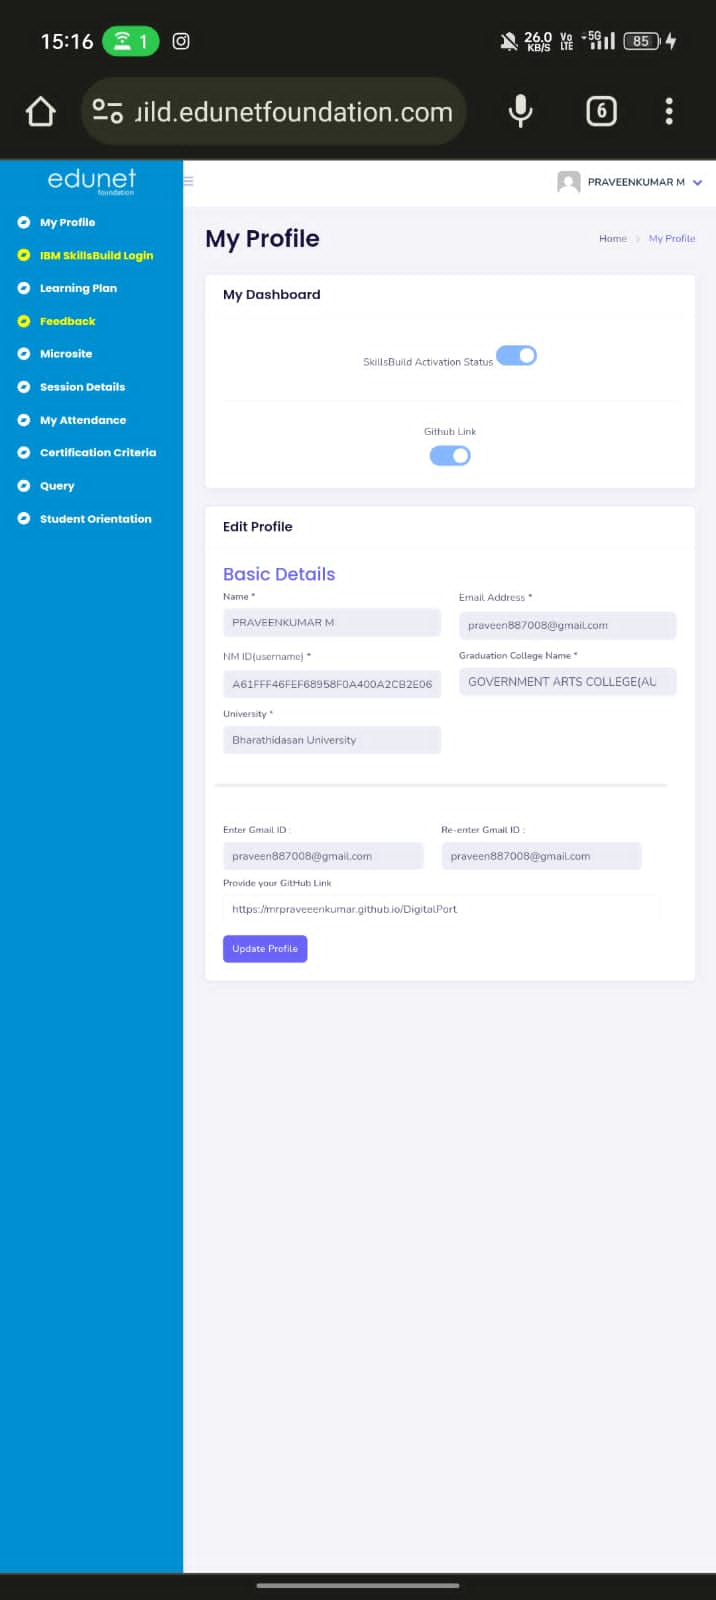 15:16 1 26.0 KB/S Vo LTE 5G 85
uild.edunetfoundation.com 6
edunet
foundation
PRAVEENKUMAR M
My Profile
IBM SkillsBuild Login
Learning Plan
Feedback
Microsite
Session Details
My Attendance
Certification Criteria
Query
Student Orientation
My Profile
Home > My Profile
My Dashboard
SkillsBuild Activation Status
Github Link
Edit Profile
Basic Details
Name * Email Address *
PRAVEENKUMAR M praveen887008@gmail.com
NM ID(username) * Graduation College Name *
A61FFF46FEF68958F0A400A2CB2E06 GOVERNMENT ARTS COLLEGE(AU
University *
Bharathidasan University
Enter Gmail ID : Re-enter Gmail ID :
praveen887008@gmail.com praveen887008@gmail.com
Provide your GitHub Link
https://mrpraveeenkumar.github.io/DigitalPort
Update Profile